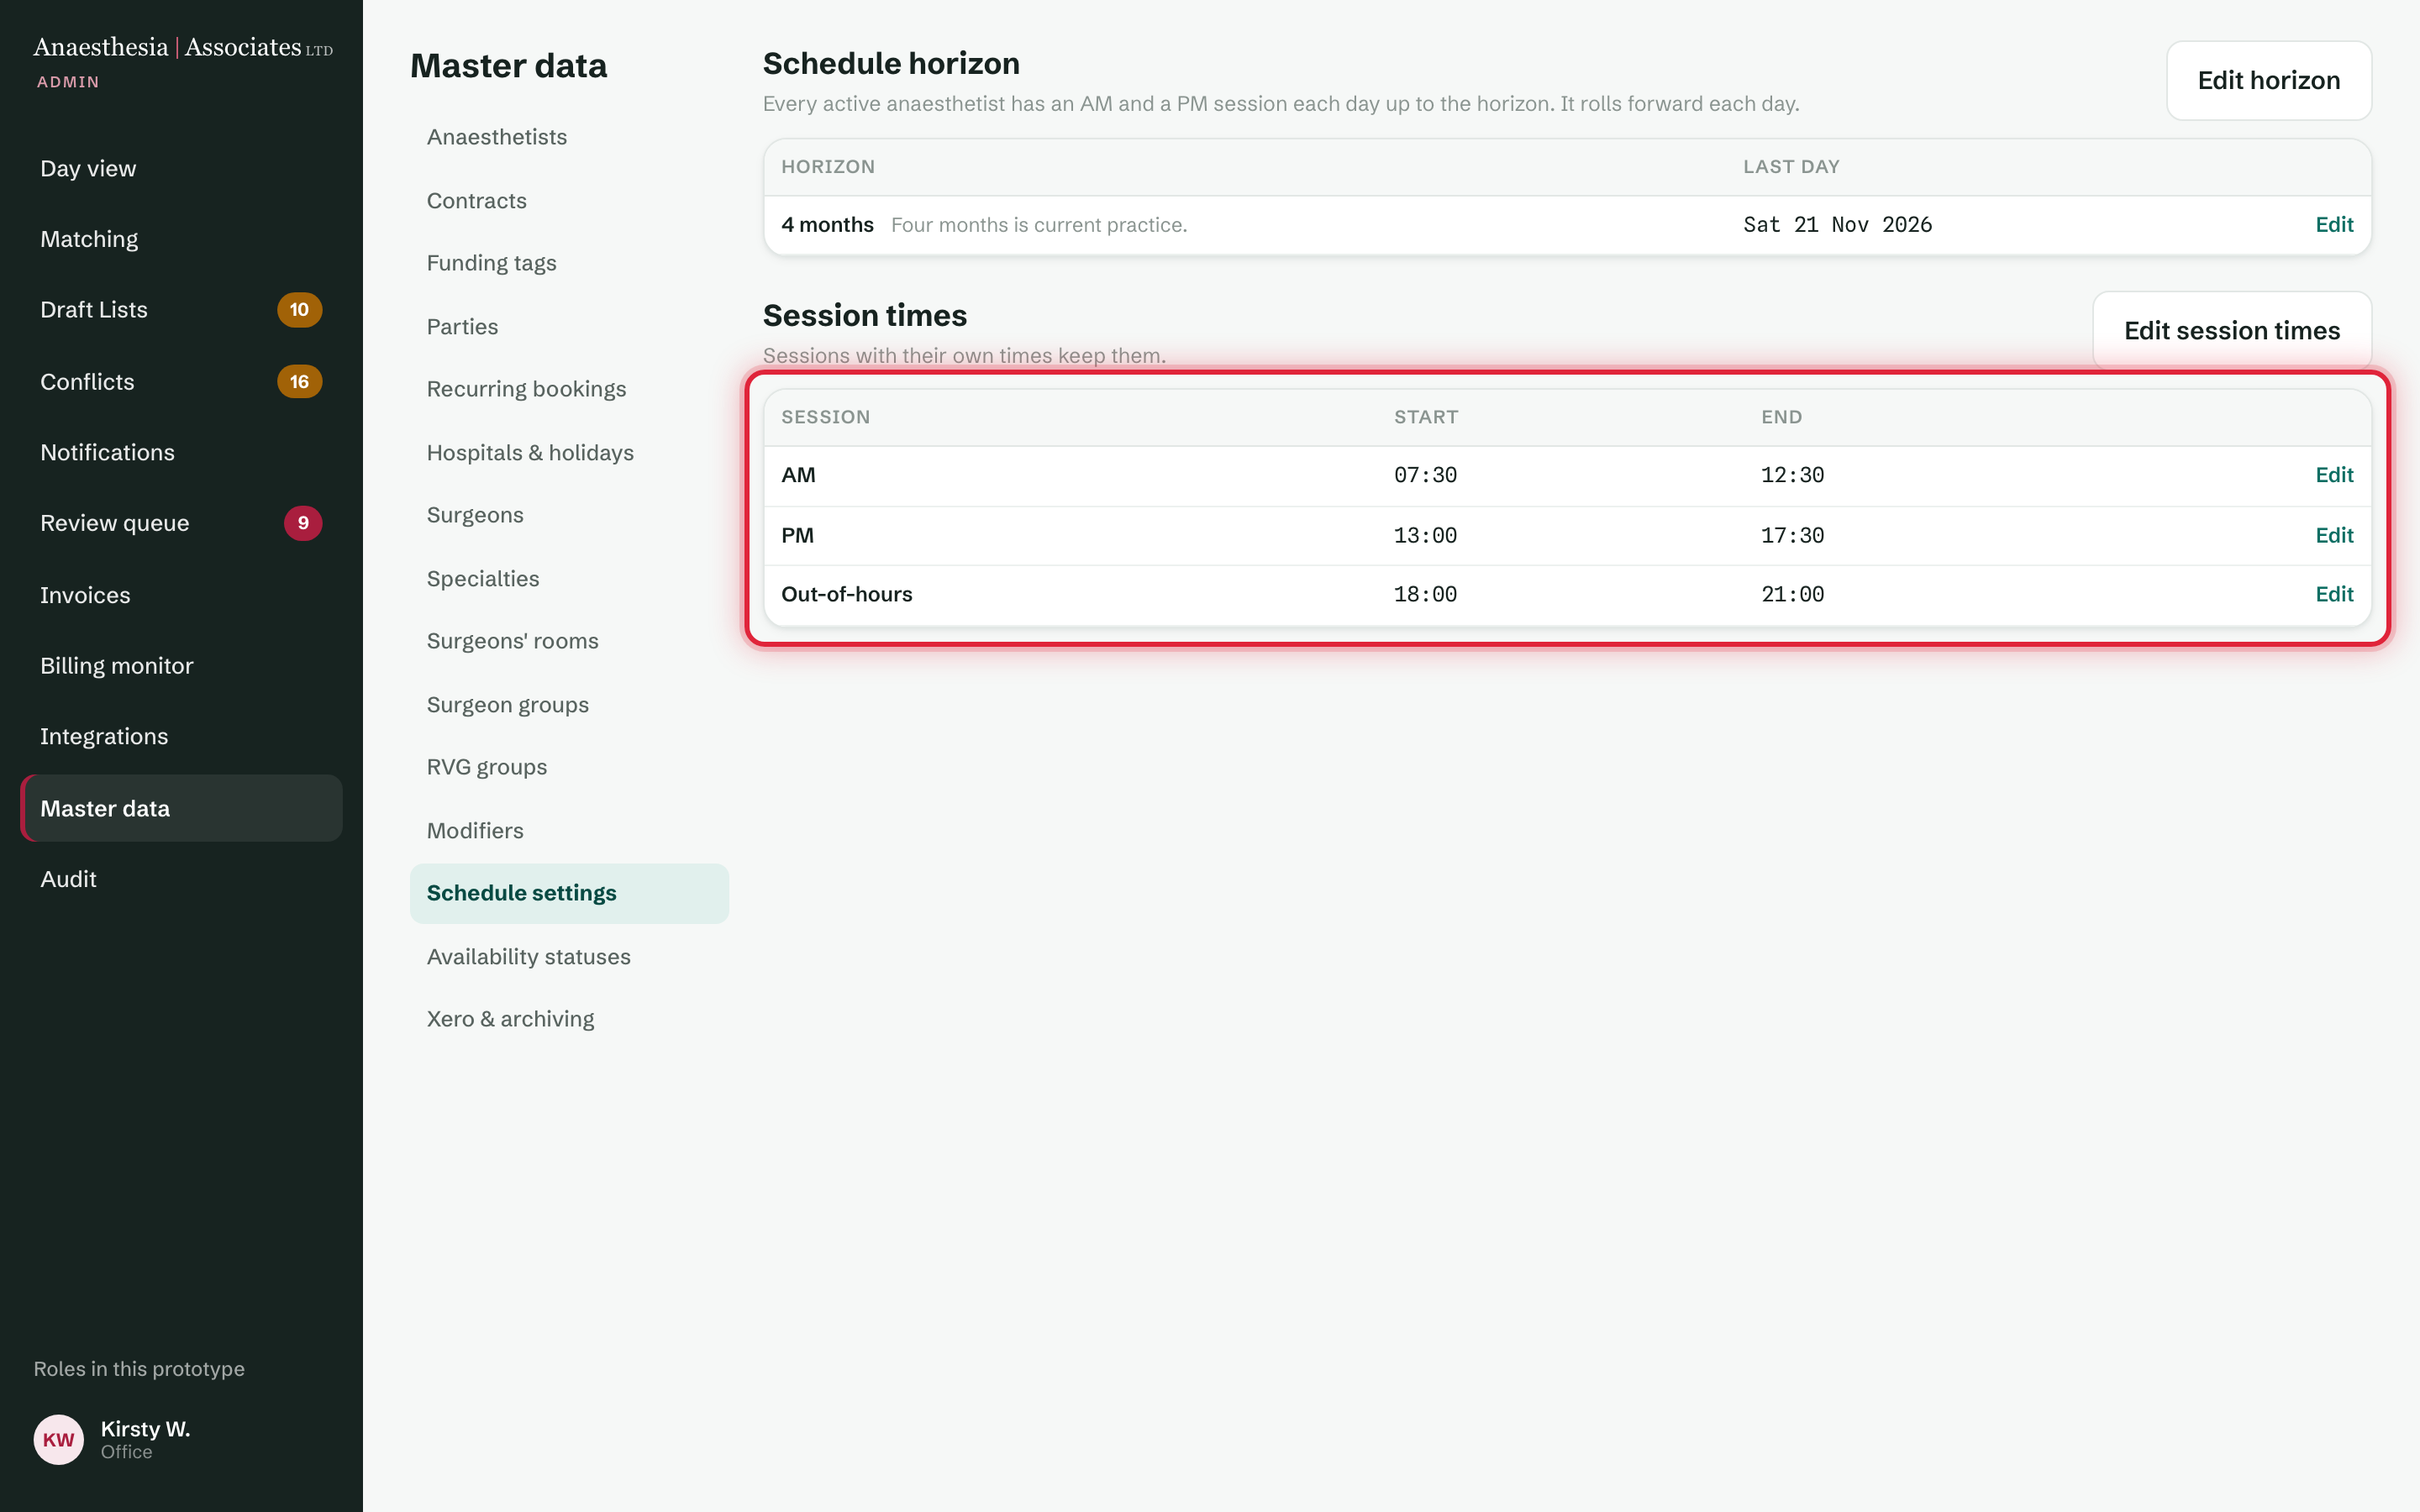 Anaesthesia | Associates LTD
ADMIN
Day view
Matching
Draft Lists 10
Conflicts 16
Notifications
Review queue 9
Invoices
Billing monitor
Integrations
Master data
Audit
Roles in this prototype
KW
Kirsty W.
Office
Master data
Anaesthetists
Contracts
Funding tags
Parties
Recurring bookings
Hospitals & holidays
Surgeons
Specialties
Surgeons' rooms
Surgeon groups
RVG groups
Modifiers
Schedule settings
Availability statuses
Xero & archiving
Schedule horizon
Every active anaesthetist has an AM and a PM session each day up to the horizon. It rolls forward each day.
Edit horizon
HORIZON LAST DAY
4 months Four months is current practice. Sat 21 Nov 2026 Edit
Session times
Sessions with their own times keep them.
Edit session times
SESSION START END
AM 07:30 12:30 Edit
PM 13:00 17:30 Edit
Out-of-hours 18:00 21:00 Edit